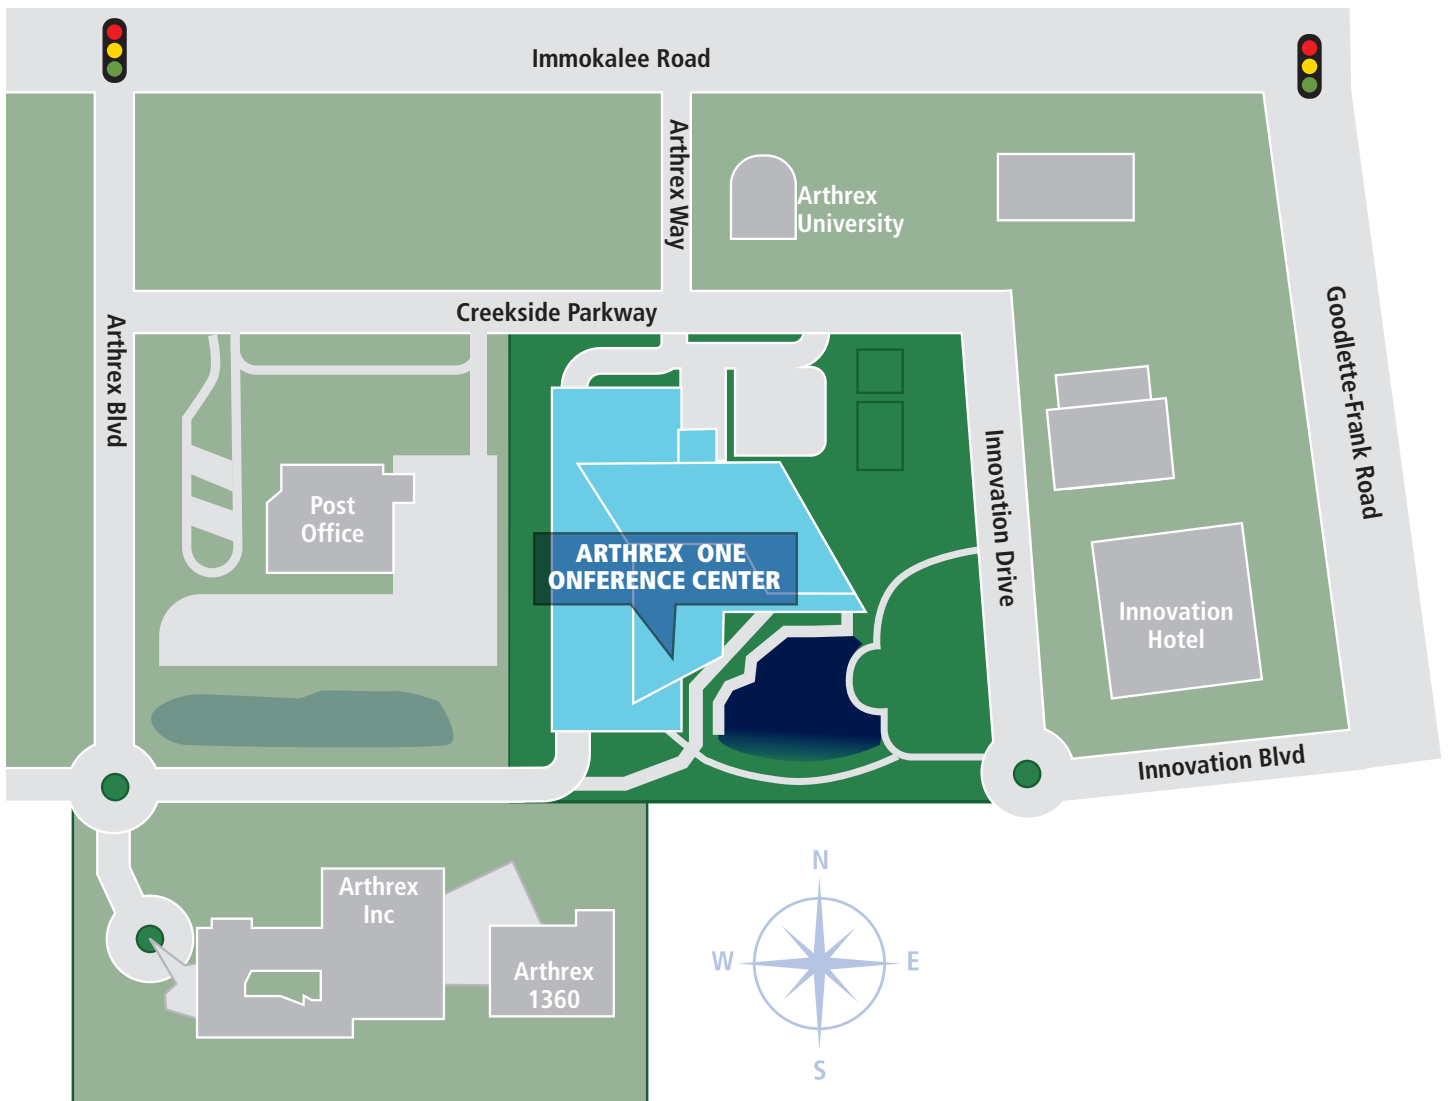 Immokalee Road
Arthrex Way
Arthrex
University
Creekside Parkway
Arthrex Blvd
Goodlette-Frank Road
Post
Office
ARTHREX ONE
ONFERENCE CENTER
Innovation Drive
Innovation
Hotel
Innovation Blvd
Arthrex
Inc
Arthrex
1360
N
W
E
S